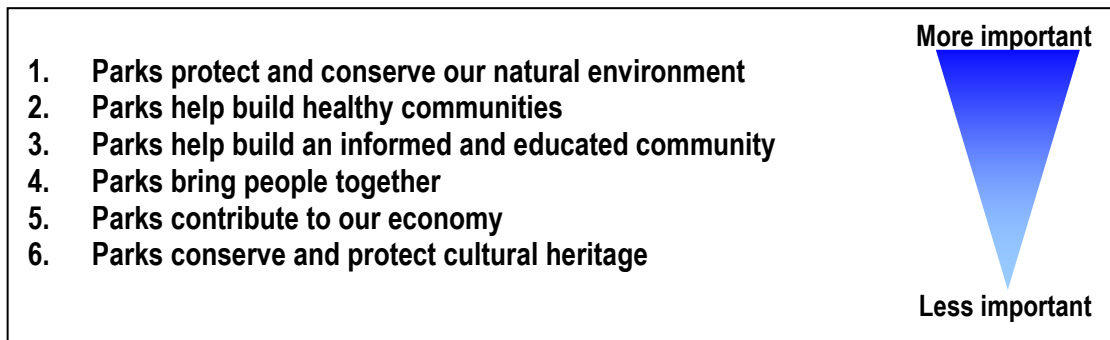 More important
1. Parks protect and conserve our natural environment
2. Parks help build healthy communities
3. Parks help build an informed and educated community
4. Parks bring people together
5. Parks contribute to our economy
6. Parks conserve and protect cultural heritage
Less important